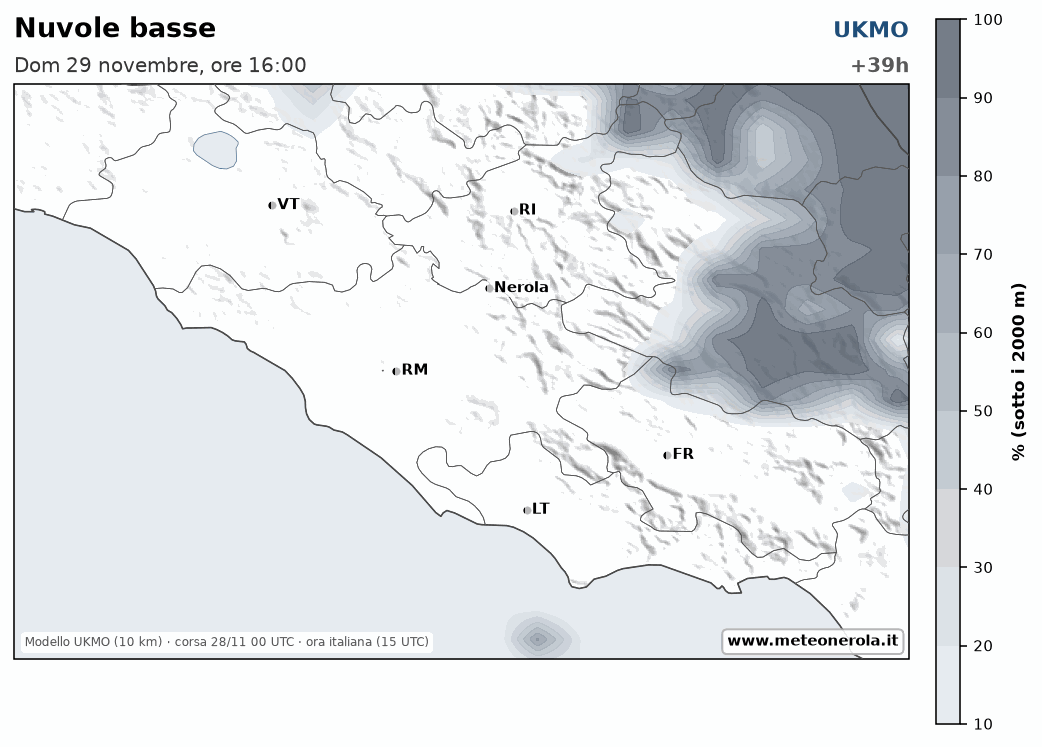 Nuvole basse
UKMO
Dom 29 novembre, ore 16:00
+39h
VT
RI
Nerola
RM
FR
LT
Modello UKMO (10 km) · corsa 28/11 00 UTC · ora italiana (15 UTC)
www.meteonerola.it
100
90
80
70
60
50
40
30
20
10
% (sotto i 2000 m)